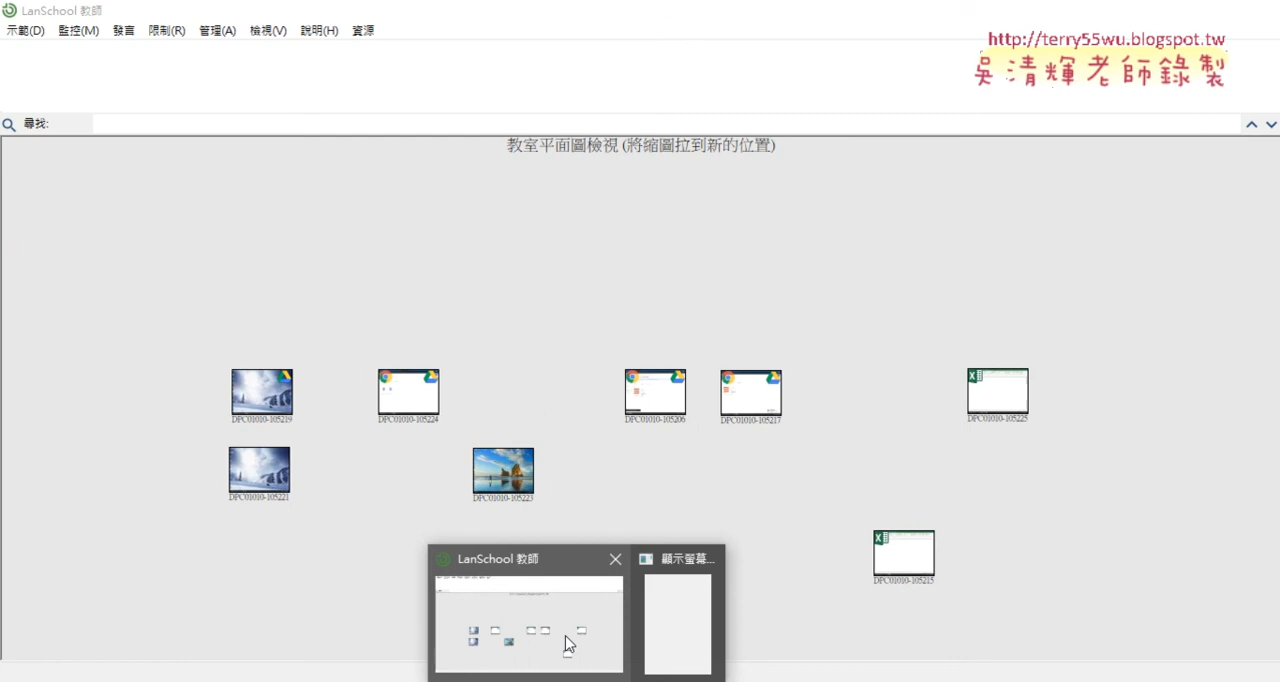 LanSchool 教師
示範(D) 監控(M) 發言 限制(R) 管理(A) 檢視(V) 說明(H) 資源
http://terry55wu.blogspot.tw
吳清輝老師錄製
尋找:
教室平面圖檢視 (將縮圖拉到新的位置)
DPC01010-105219 DPC01010-105224 DPC01010-105206 DPC01010-105217 DPC01010-105225
DPC01010-105221 DPC01010-105223
DPC01010-105215
LanSchool 教師 顯示螢幕...